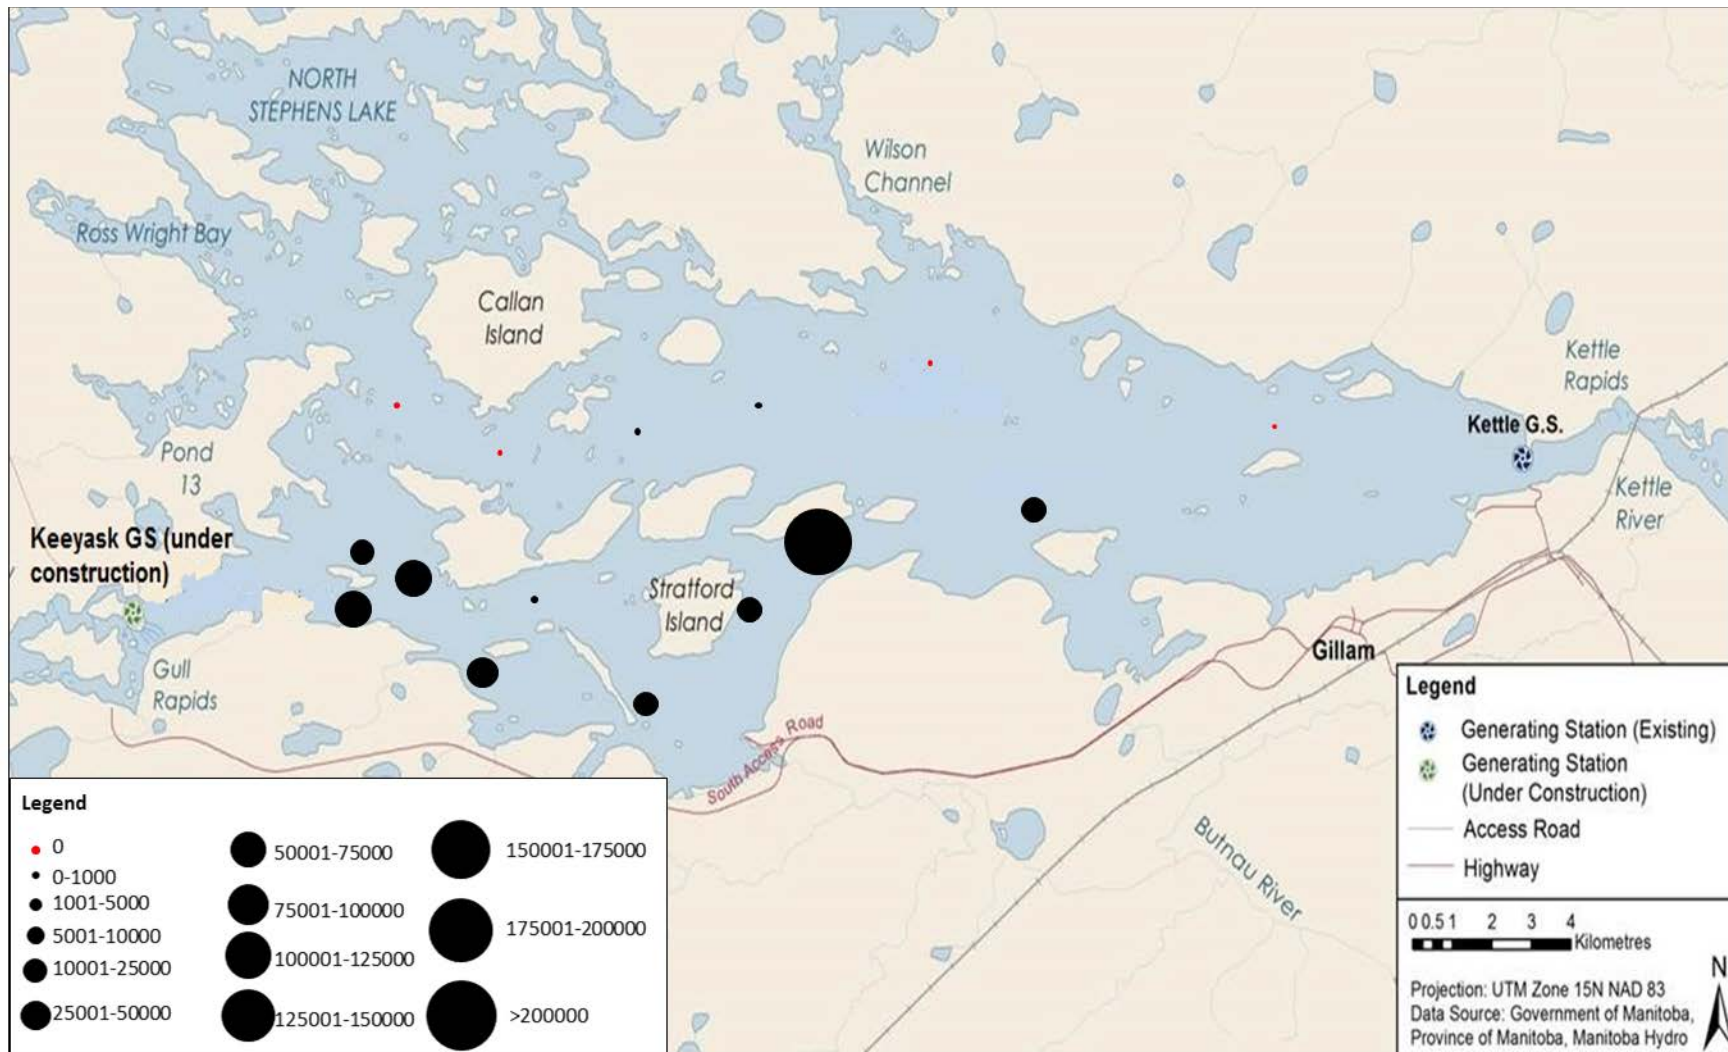 NORTH
STEPHENS LAKE
Wilson
Channel
Ross Wright Bay
Callan
Island
Kettle
Rapids
Kettle G.S.
Pond
13
Kettle
River
Keeyask GS (under
construction)
Stratford
Island
Gillam
Gull
Rapids
South Access Road
Butnau River
Legend
Generating Station (Existing)
Generating Station
(Under Construction)
Access Road
Highway
0 0.5 1 2 3 4
Kilometres
N
Projection: UTM Zone 15N NAD 83
Data Source: Government of Manitoba,
Province of Manitoba, Manitoba Hydro
Legend
0
0-1000
1001-5000
5001-10000
10001-25000
25001-50000
50001-75000
75001-100000
100001-125000
125001-150000
150001-175000
175001-200000
>200000